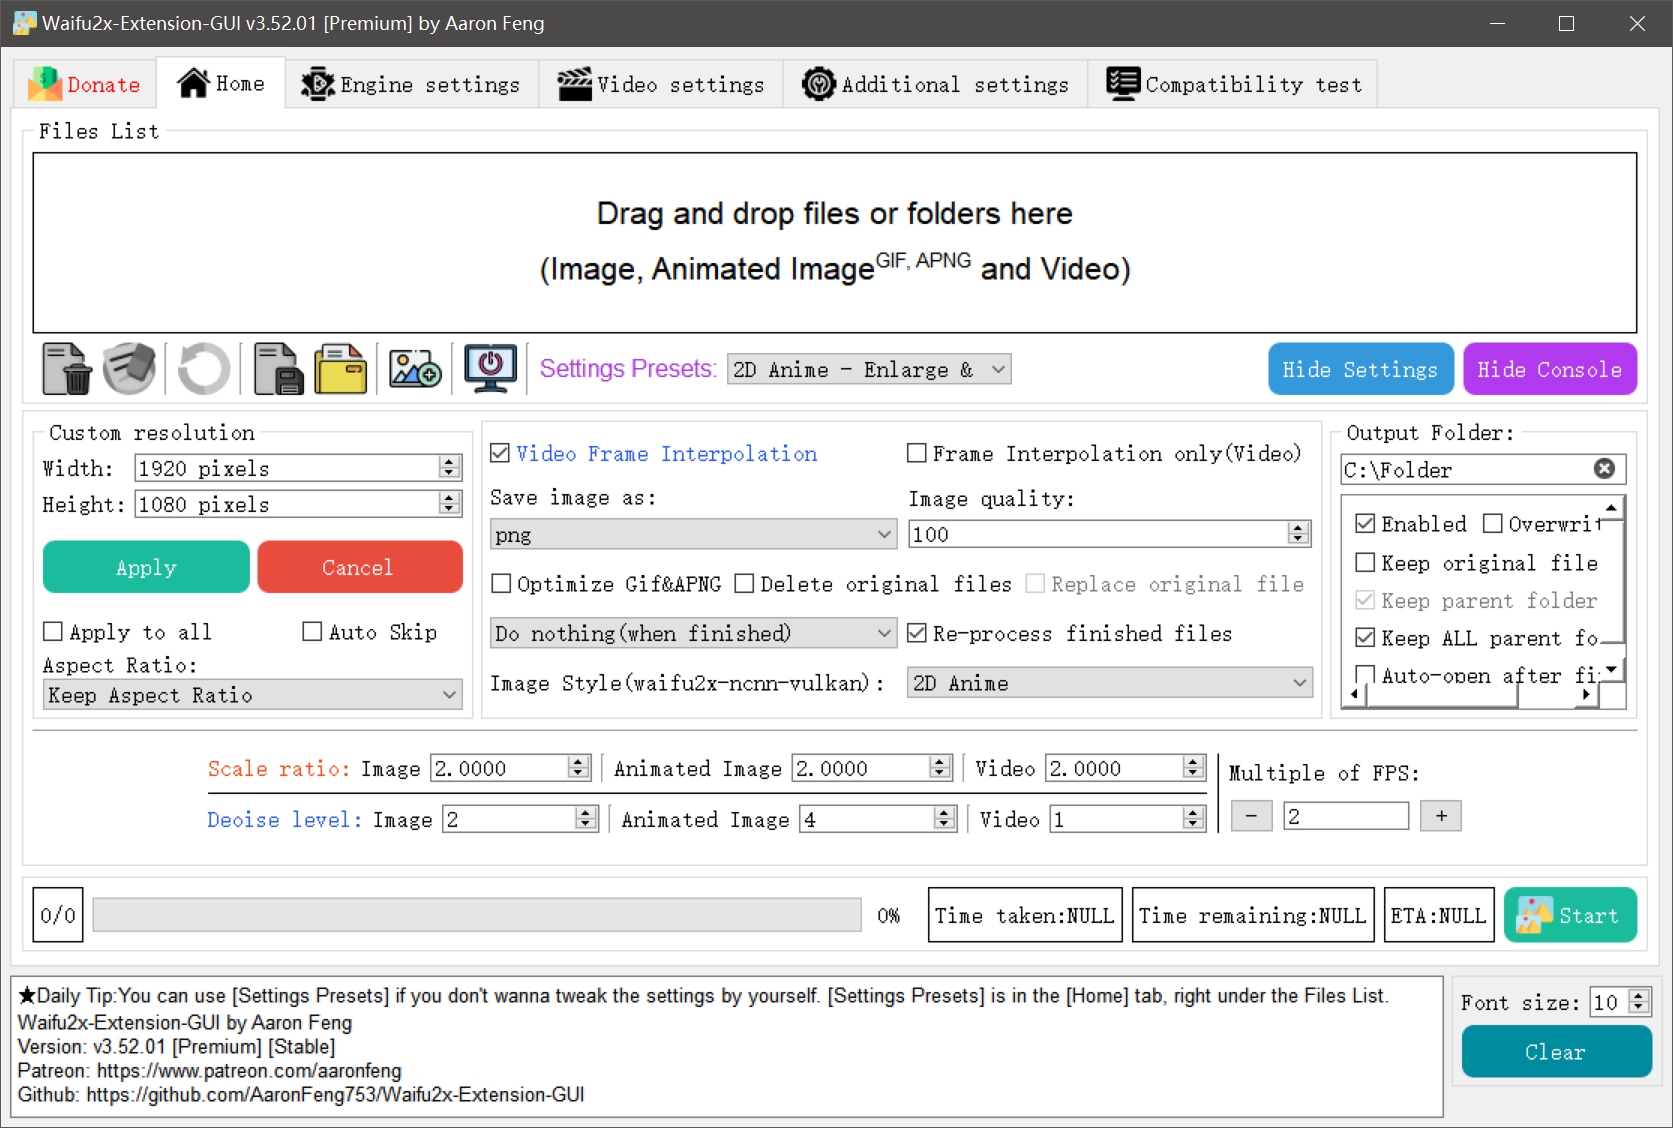 Waifu2x-Extension-GUI v3.52.01 [Premium] by Aaron Feng
Donate Home Engine settings Video settings Additional settings Compatibility test
Files List
Drag and drop files or folders here
(Image, Animated ImageGIF, APNG and Video)
Settings Presets: 2D Anime - Enlarge & Hide Settings Hide Console
Custom resolution
Width: 1920 pixels
Height: 1080 pixels
Apply Cancel
Apply to all Auto Skip
Aspect Ratio:
Keep Aspect Ratio
Video Frame Interpolation Frame Interpolation only(Video)
Save image as: Image quality:
png 100
Optimize Gif&APNG Delete original files Replace original file
Do nothing(when finished) Re-process finished files
Image Style(waifu2x-ncnn-vulkan): 2D Anime
Output Folder:
C:\Folder
Enabled Overwrit
Keep original file
Keep parent folder
Keep ALL parent fo
Auto-open after fi
Scale ratio: Image 2.0000 Animated Image 2.0000 Video 2.0000
Deoise level: Image 2 Animated Image 4 Video 1
Multiple of FPS:
- 2 +
0/0 0% Time taken:NULL Time remaining:NULL ETA:NULL Start
★Daily Tip:You can use [Settings Presets] if you don't wanna tweak the settings by yourself. [Settings Presets] is in the [Home] tab, right under the Files List.
Waifu2x-Extension-GUI by Aaron Feng
Version: v3.52.01 [Premium] [Stable]
Patreon: https://www.patreon.com/aaronfeng
Github: https://github.com/AaronFeng753/Waifu2x-Extension-GUI
Font size: 10
Clear